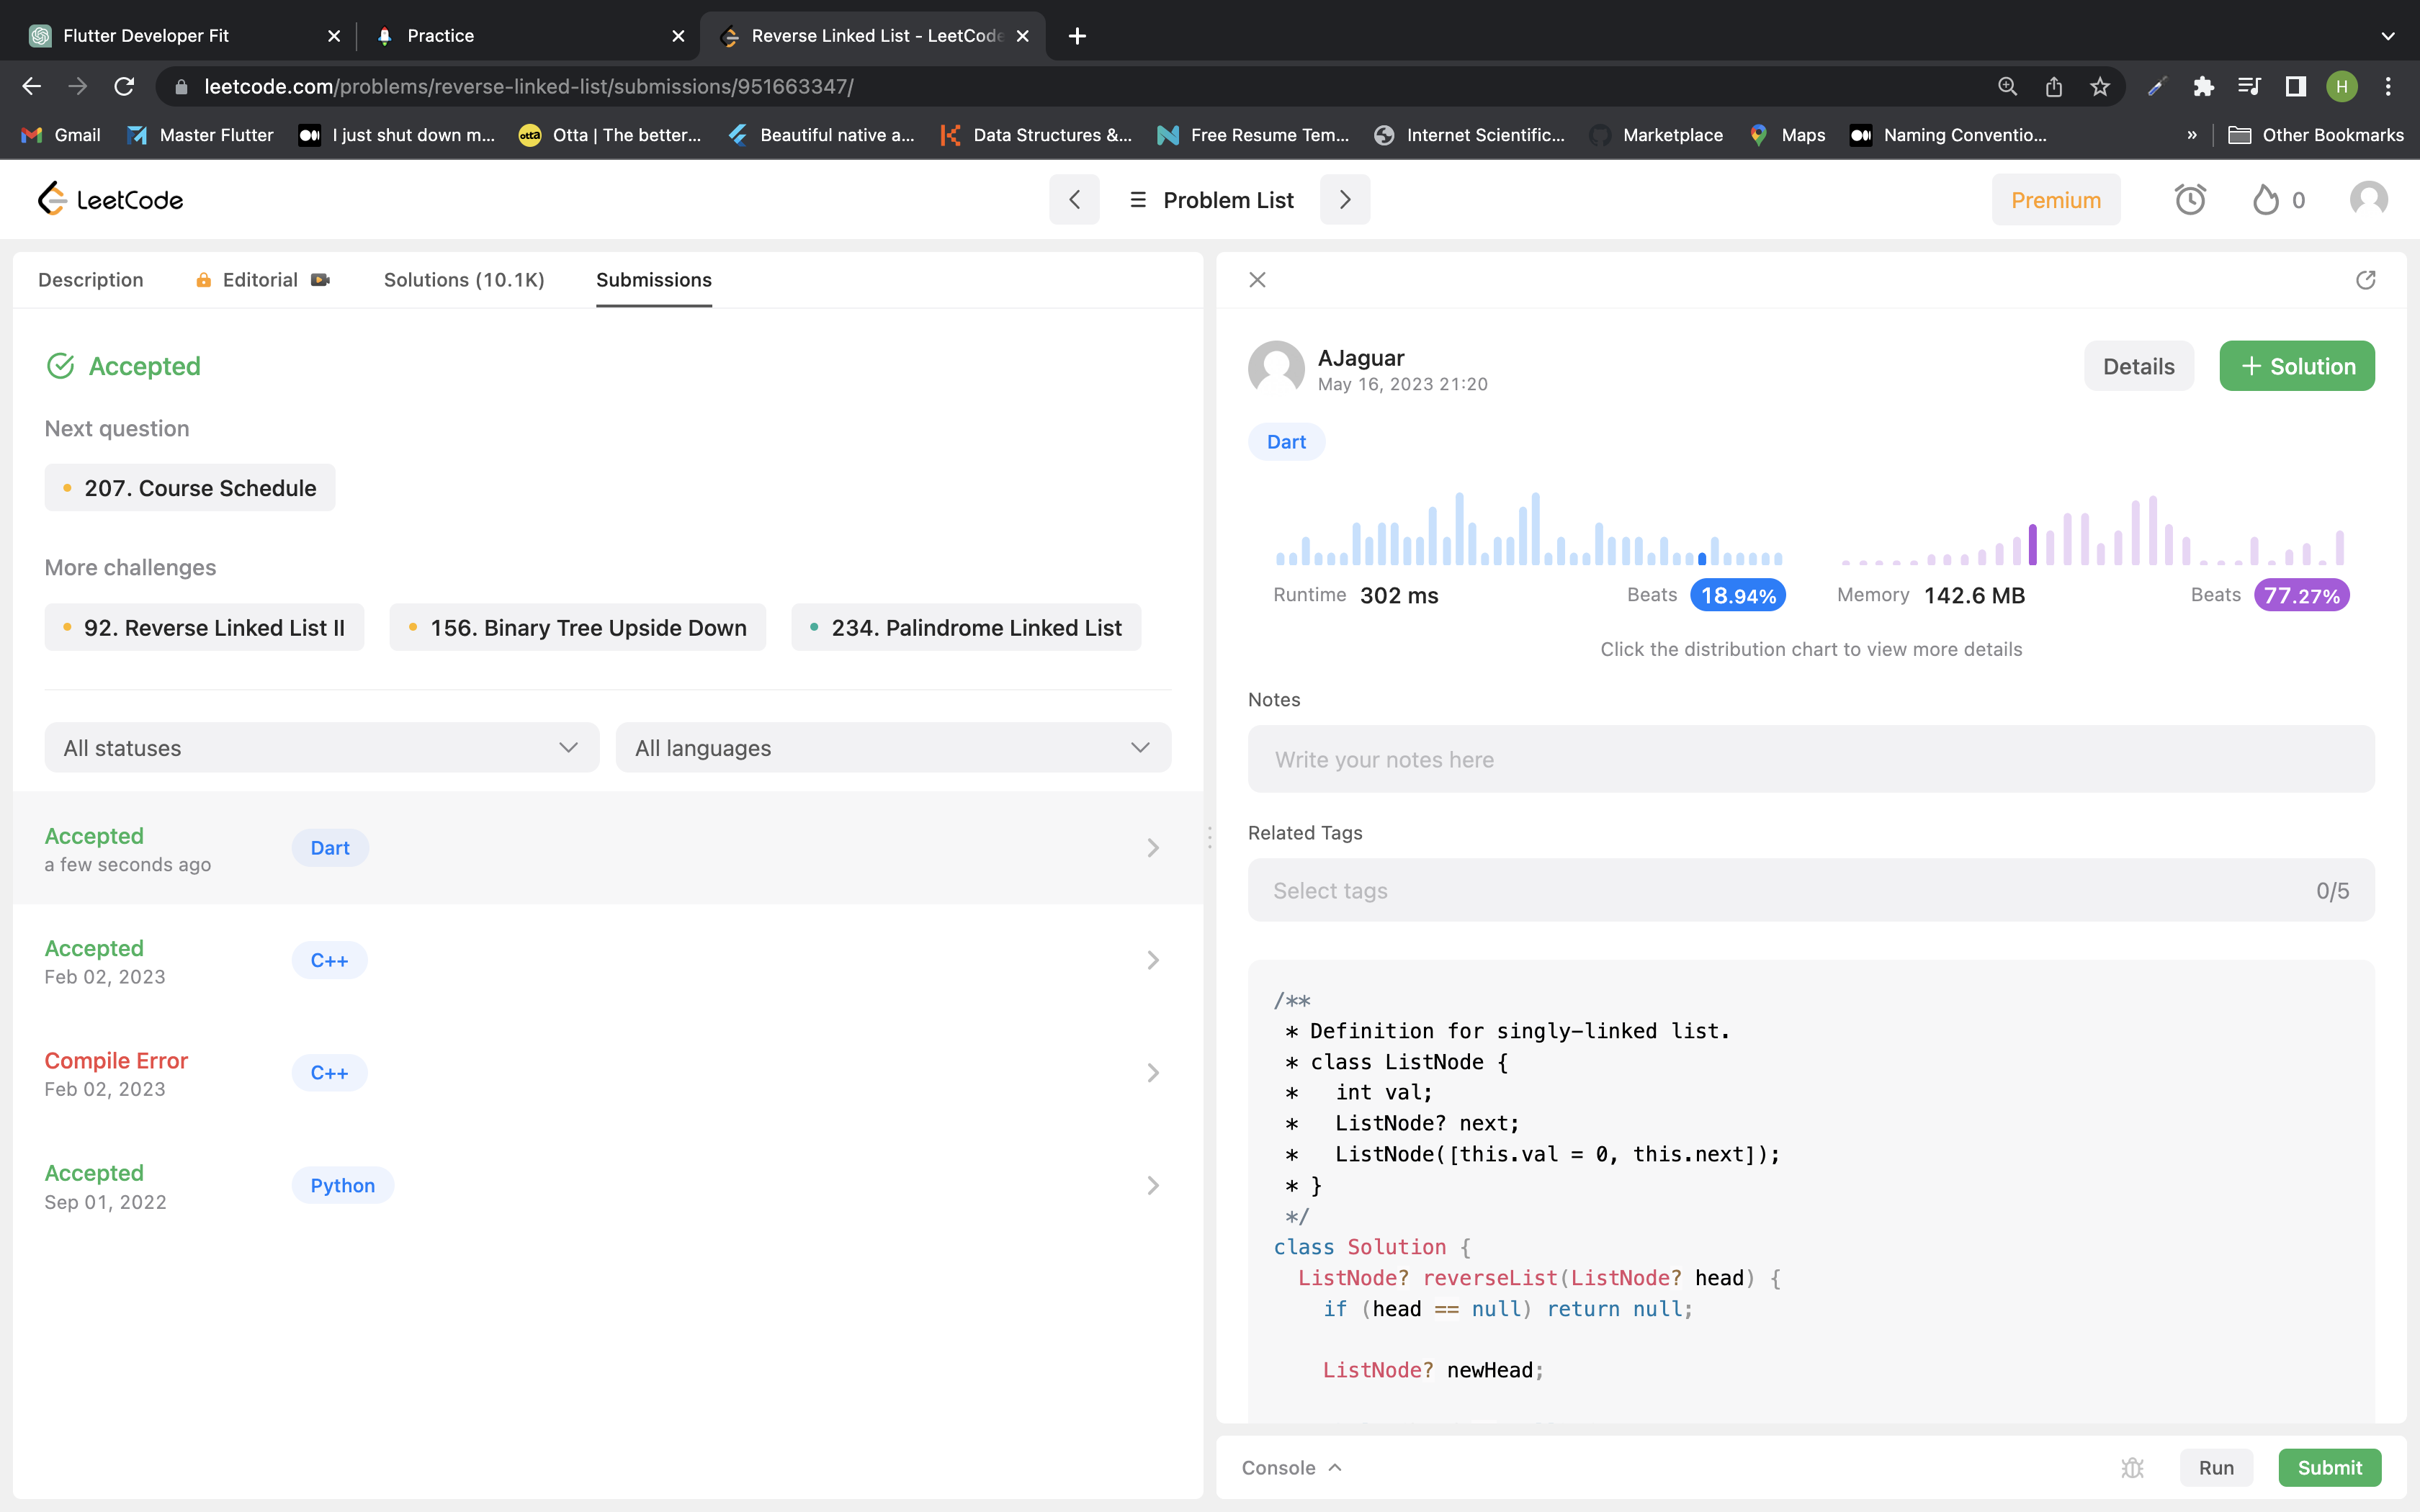 Flutter Developer Fit
Practice
Reverse Linked List - LeetCode
leetcode.com/problems/reverse-linked-list/submissions/951663347/
H
Gmail
Master Flutter
I just shut down m...
Otta | The better...
Beautiful native a...
Data Structures &...
Free Resume Tem...
Internet Scientific...
Marketplace
Maps
Naming Conventio...
»
Other Bookmarks
LeetCode
Problem List
Premium
0
Description
Editorial
Solutions (10.1K)
Submissions
Accepted
Next question
207. Course Schedule
More challenges
92. Reverse Linked List II
156. Binary Tree Upside Down
234. Palindrome Linked List
All statuses
All languages
Accepted
a few seconds ago
Dart
Accepted
Feb 02, 2023
C++
Compile Error
Feb 02, 2023
C++
Accepted
Sep 01, 2022
Python
AJaguar
May 16, 2023 21:20
Details
+ Solution
Dart
Runtime 302 ms
Beats 18.94%
Memory 142.6 MB
Beats 77.27%
Click the distribution chart to view more details
Notes
Write your notes here
Related Tags
Select tags
0/5
/**
 * Definition for singly-linked list.
 * class ListNode {
 *   int val;
 *   ListNode? next;
 *   ListNode([this.val = 0, this.next]);
 * }
 */
class Solution {
  ListNode? reverseList(ListNode? head) {
    if (head == null) return null;
    ListNode? newHead;
Console
Run
Submit